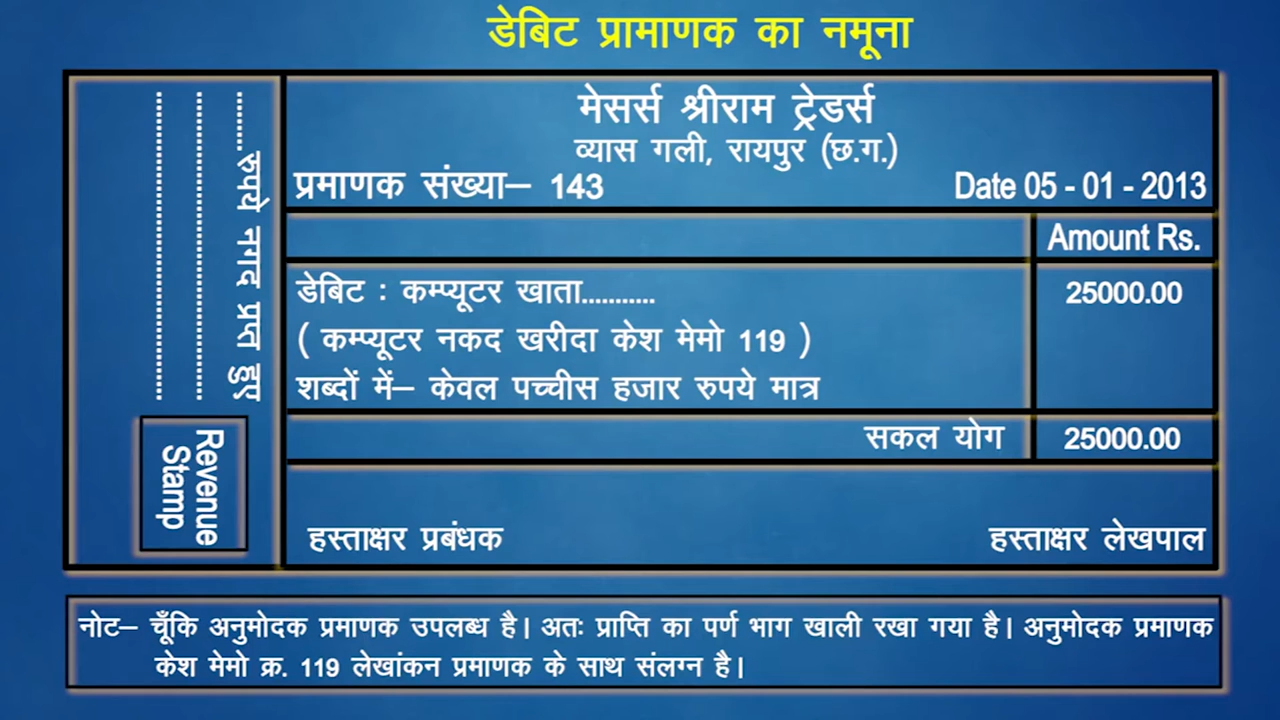 डेबिट प्रामाणक का नमूना
मेसर्स श्रीराम ट्रेडर्स
व्यास गली, रायपुर (छ.ग.)
प्रमाणक संख्या– 143 Date 05 - 01 - 2013
Amount Rs.
डेबिट : कम्प्यूटर खाता........... 25000.00
( कम्प्यूटर नकद खरीदा केश मेमो 119 )
शब्दों में– केवल पच्चीस हजार रुपये मात्र
सकल योग 25000.00
हस्ताक्षर प्रबंधक हस्ताक्षर लेखपाल
........रुपये नगद प्रप्त हुए
Revenue
Stamp
नोट– चूँकि अनुमोदक प्रमाणक उपलब्ध है। अतः प्राप्ति का पर्ण भाग खाली रखा गया है। अनुमोदक प्रमाणक
केश मेमो क्र. 119 लेखांकन प्रमाणक के साथ संलग्न है।